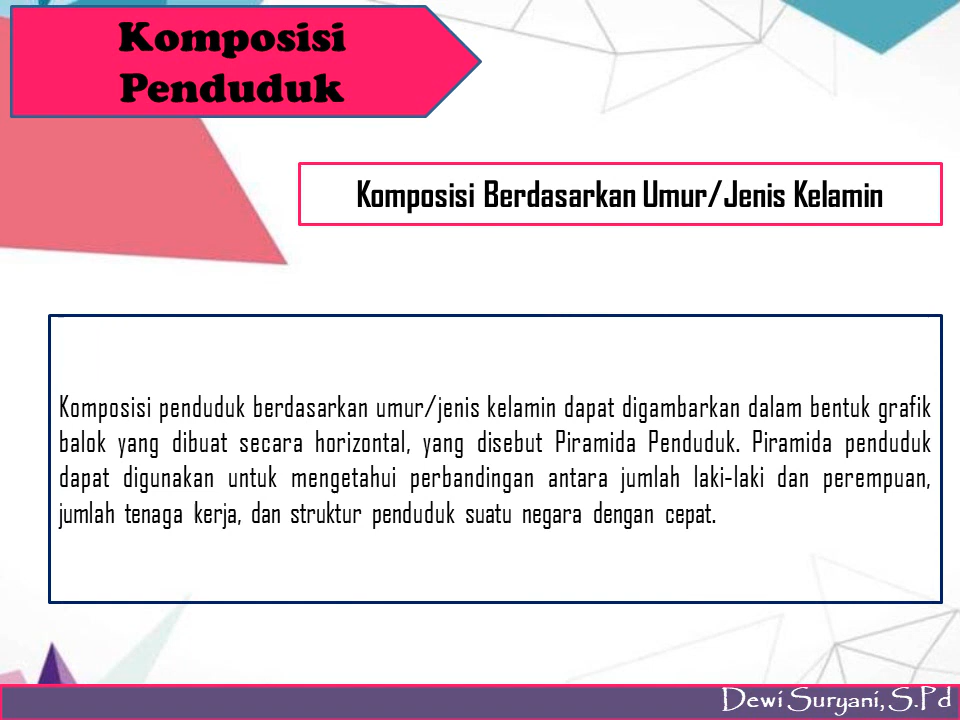 Komposisi
Penduduk
Komposisi Berdasarkan Umur/Jenis Kelamin
Komposisi penduduk berdasarkan umur/jenis kelamin dapat digambarkan dalam bentuk grafik
balok yang dibuat secara horizontal, yang disebut Piramida Penduduk. Piramida penduduk
dapat digunakan untuk mengetahui perbandingan antara jumlah laki-laki dan perempuan,
jumlah tenaga kerja, dan struktur penduduk suatu negara dengan cepat.
Dewi Suryani, S.Pd